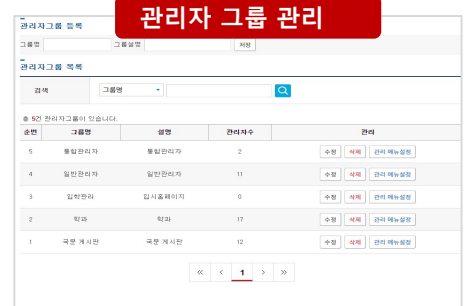 관리자 그룹 관리
관리자그룹 등록
그룹명 그룹설명 저장
관리자그룹 목록
검색 그룹명
총 5건 관리자그룹이 있습니다.
순번 그룹명 설명 관리자수 관리
5 통합관리자 통합관리자 2 수정 삭제 관리 메뉴설정
4 일반관리자 일반관리자 11 수정 삭제 관리 메뉴설정
3 입학관리 입시홈페이지 0 수정 삭제 관리 메뉴설정
2 학과 학과 17 수정 삭제 관리 메뉴설정
1 국문 게시판 국문 게시판 12 수정 삭제 관리 메뉴설정
« < 1 > »